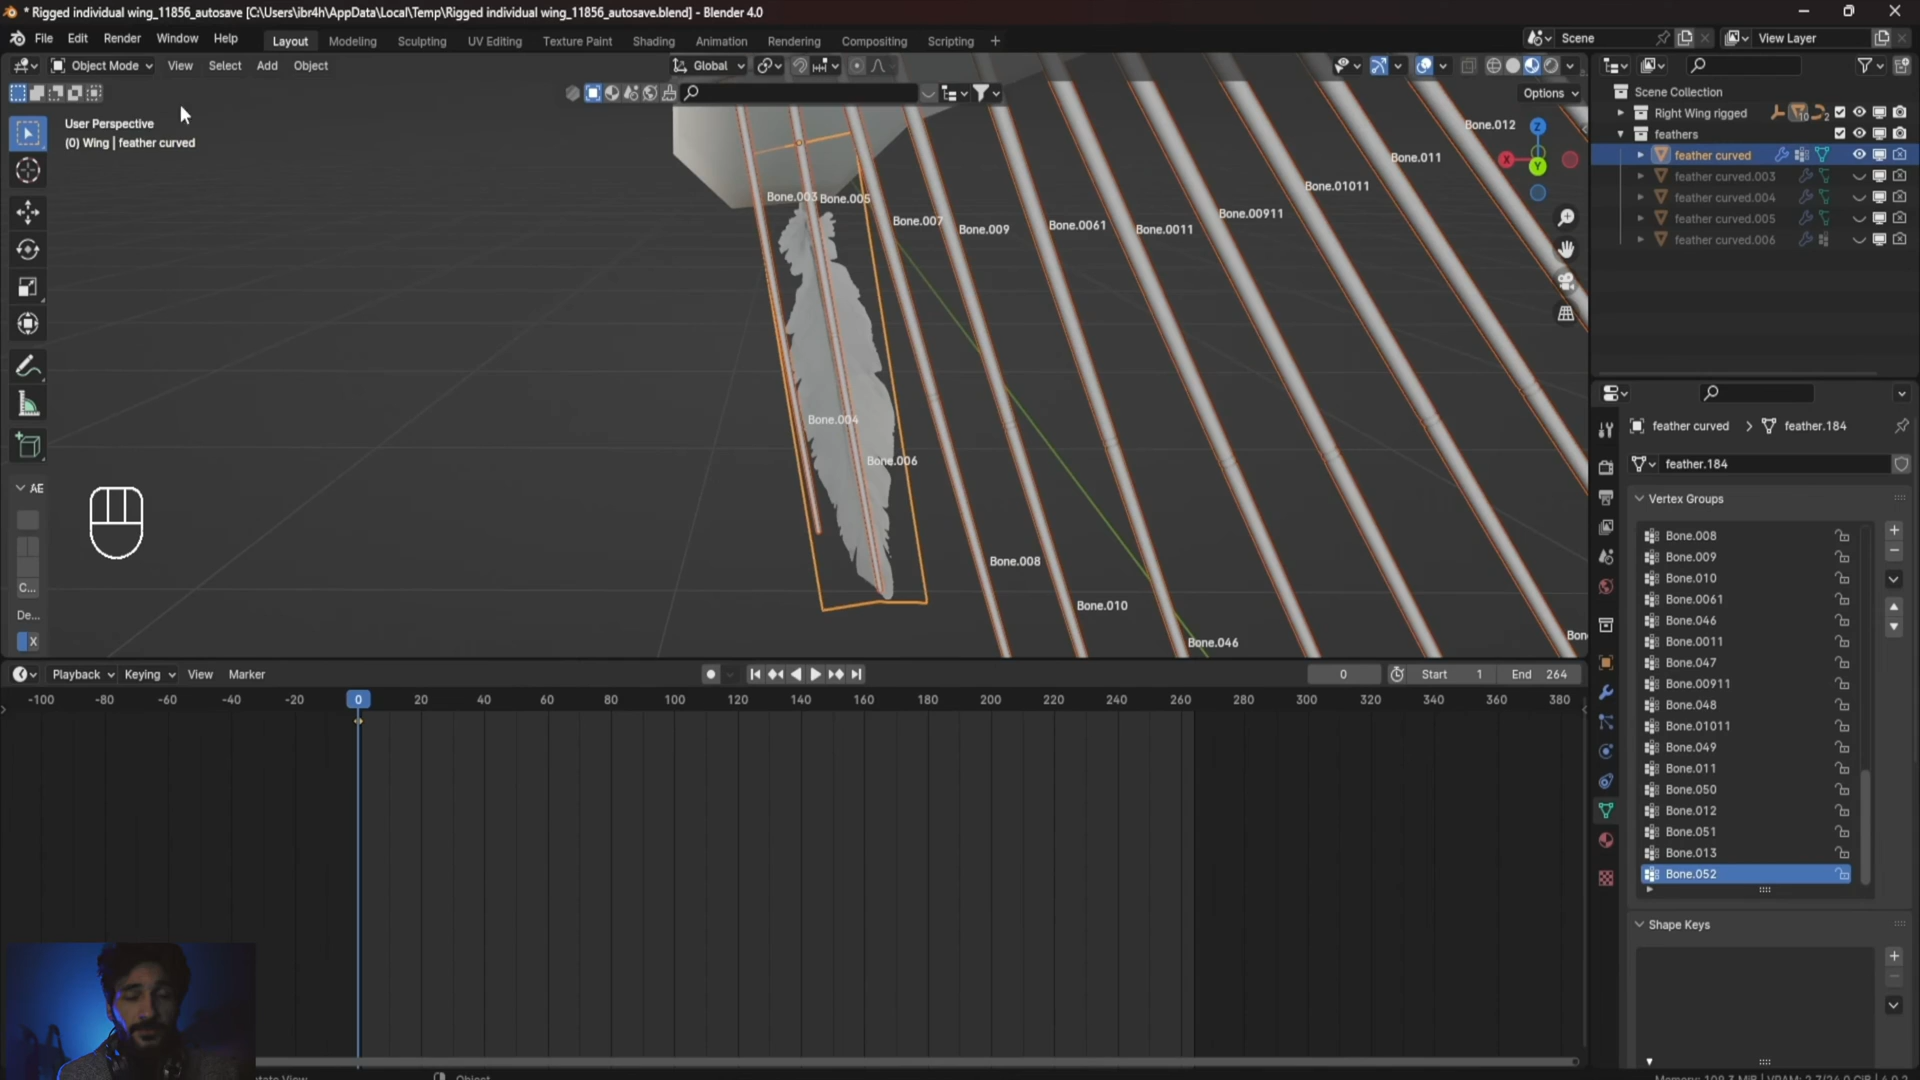 * Rigged individual wing_11856_autosave [C:\Users\ibr4h\AppData\Local\Temp\Rigged individual wing_11856_autosave.blend] - Blender 4.0
File Edit Render Window Help
Layout Modeling Sculpting UV Editing Texture Paint Shading Animation Rendering Compositing Scripting +
Scene
View Layer
Object Mode View Select Add Object
Global
Options
User Perspective
(0) Wing | feather curved
Bone.003
Bone.005
Bone.007
Bone.009
Bone.0061
Bone.0011
Bone.00911
Bone.01011
Bone.011
Bone.012
Bone.004
Bone.006
Bone.008
Bone.010
Bone.046
Bon
Z
X
Y
AE
C...
De...
X
Scene Collection
Right Wing rigged
10
2
feathers
feather curved
feather curved.003
feather curved.004
feather curved.005
feather curved.006
feather curved > feather.184
feather.184
Vertex Groups
Bone.008
Bone.009
Bone.010
Bone.0061
Bone.046
Bone.0011
Bone.047
Bone.00911
Bone.048
Bone.01011
Bone.049
Bone.011
Bone.050
Bone.012
Bone.051
Bone.013
Bone.052
Shape Keys
Playback Keying View Marker
0
Start 1
End 264
-100 -80 -60 -40 -20 0 20 40 60 80 100 120 140 160 180 200 220 240 260 280 300 320 340 360 380